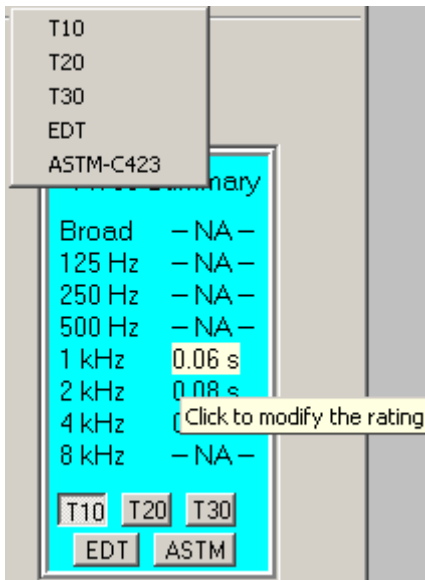 T10
T20
T30
EDT
ASTM-C423
Summary
Broad – NA –
125 Hz – NA –
250 Hz – NA –
500 Hz – NA –
1 kHz 0.06 s
2 kHz 0.08 s
4 kHz
Click to modify the rating
8 kHz – NA –
T10 T20 T30
EDT ASTM